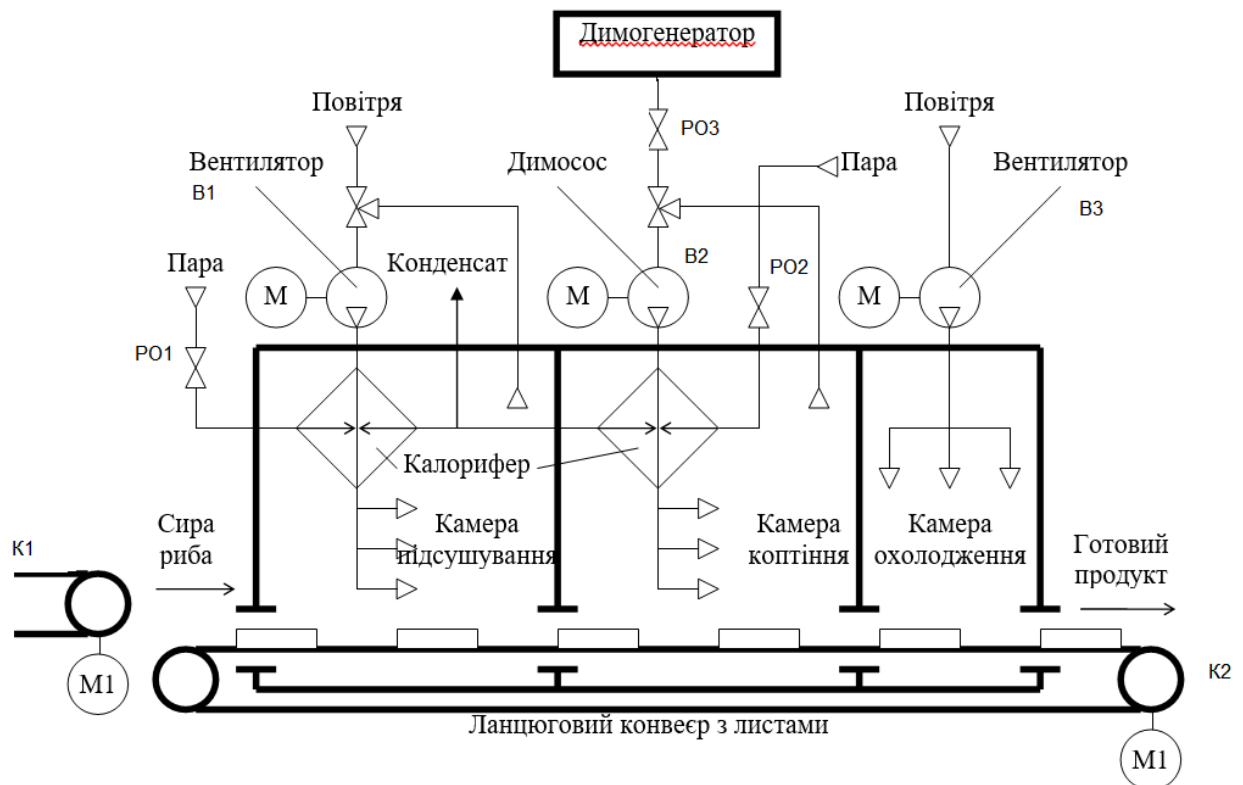 Димогенератор
Повітря
Повітря
РО3
Вентилятор
В1
Димосос
Пара
Вентилятор
В3
Пара
Конденсат
В2
РО2
М
М
М
РО1
Калорифер
Сира
риба
Камера
підсушування
Камера
коптіння
Камера
охолодження
Готовий
продукт
К1
М1
К2
Ланцюговий конвеєр з листами
М1